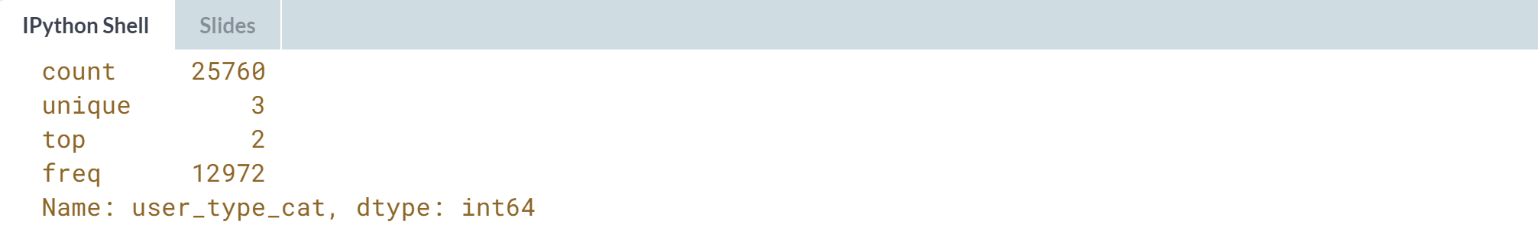 IPython Shell Slides
count 25760
unique 3
top 2
freq 12972
Name: user_type_cat, dtype: int64